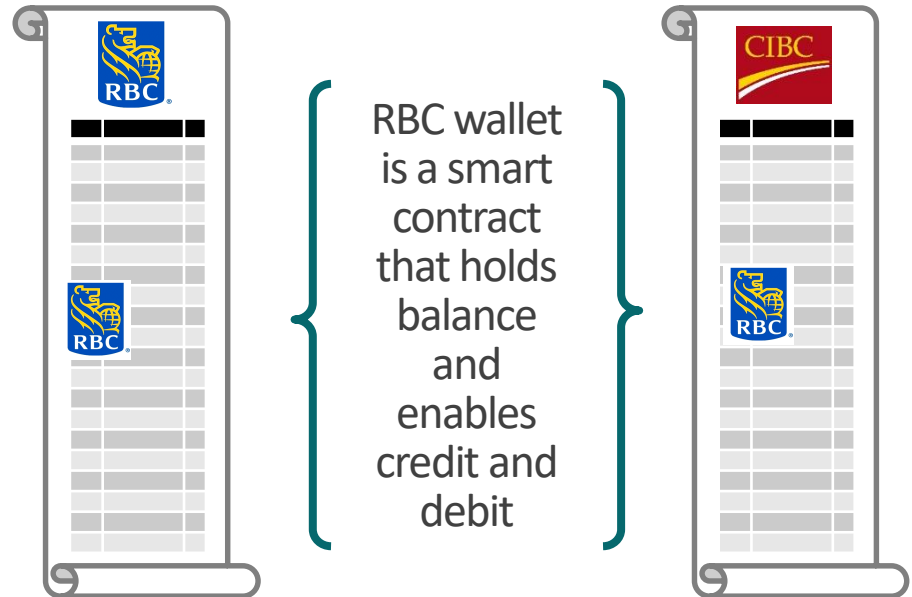 RBC
CIBC
RBC wallet
is a smart
contract
that holds
balance
and
enables
credit and
debit
RBC
RBC